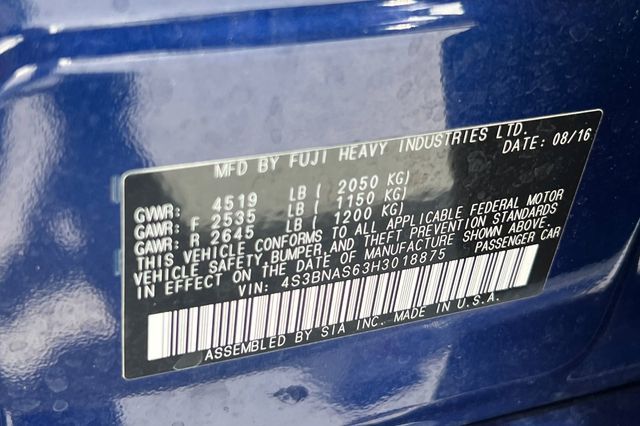 MFD BY FUJI HEAVY INDUSTRIES LTD.
DATE: 08/16
GVWR: 4519 LB ( 2050 KG)
GAWR: F 2535 LB ( 1150 KG)
GAWR: R 2645 LB ( 1200 KG)
THIS VEHICLE CONFORMS TO ALL APPLICABLE FEDERAL MOTOR
VEHICLE SAFETY, BUMPER, AND THEFT PREVENTION STANDARDS
IN EFFECT ON THE DATE OF MANUFACTURE SHOWN ABOVE.
VIN: 4S3BNAS63H3018875 PASSENGER CAR
ASSEMBLED BY SIA INC. MADE IN U.S.A.